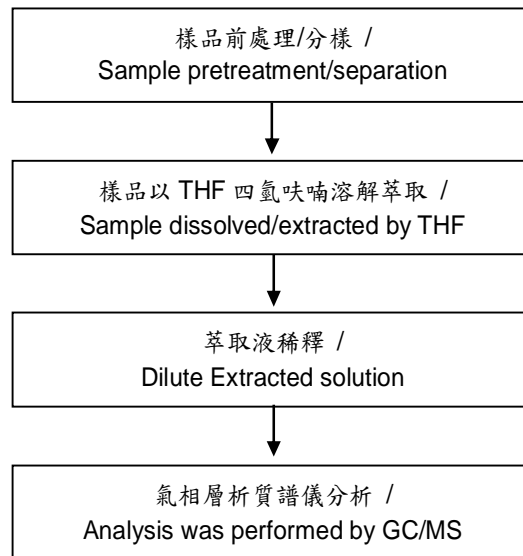 樣品前處理/分樣 /
Sample pretreatment/separation
樣品以 THF 四氫呋喃溶解萃取 /
Sample dissolved/extracted by THF
萃取液稀釋 /
Dilute Extracted solution
氣相層析質譜儀分析 /
Analysis was performed by GC/MS